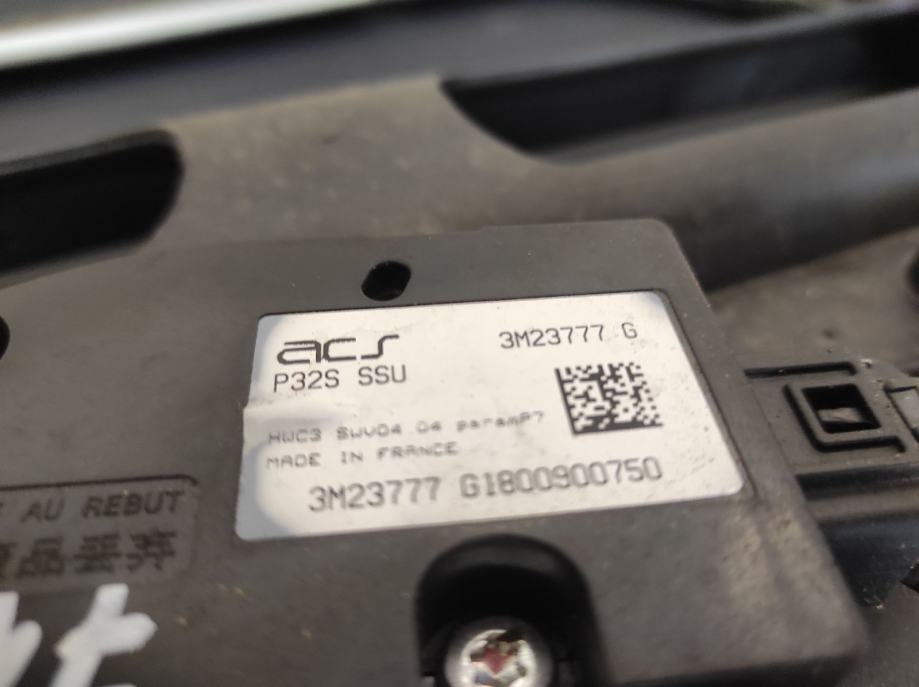 acs
3M23777 G
P32S SSU
HWC3 SWV04 04 paramP7
MADE IN FRANCE
3M23777 G1800900750
AU REBUT